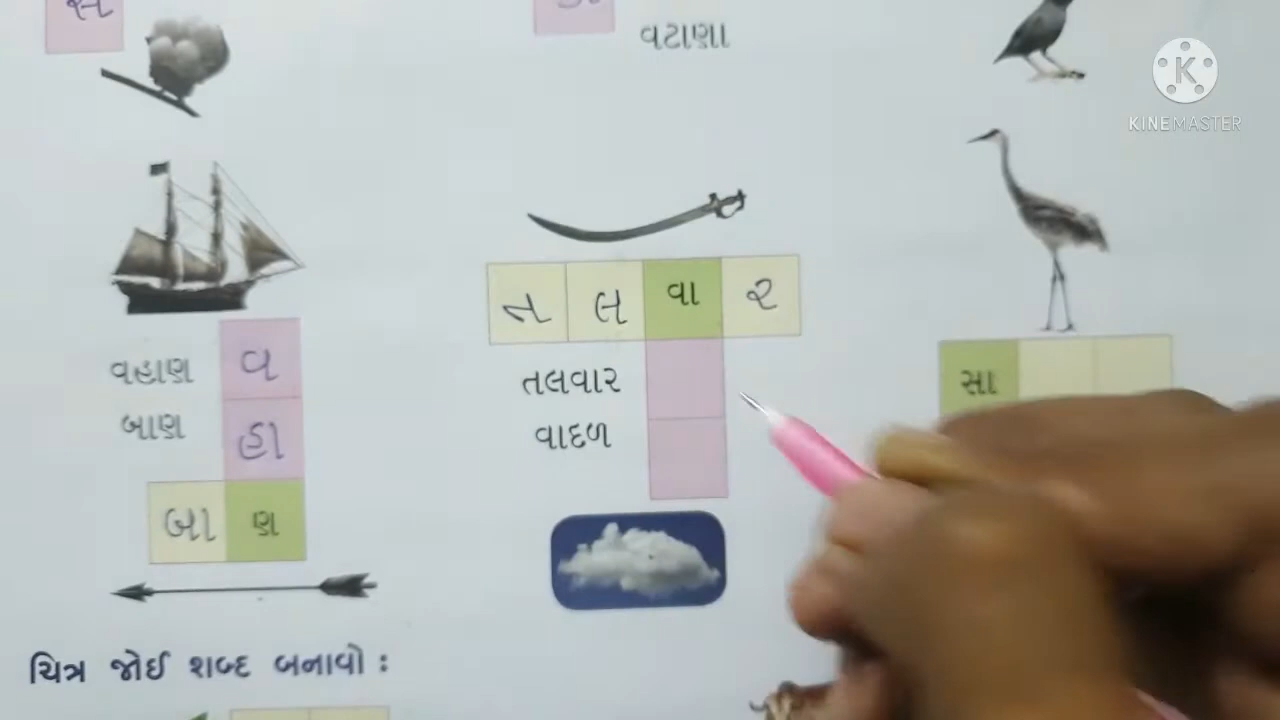 વટાણા
KINEMASTER
ત લ વા ર
વહાણ
વ
તલવાર
સા
બાણ
હા
વાદળ
બા ણ
ચિત્ર જોઈ શબ્દ બનાવો :